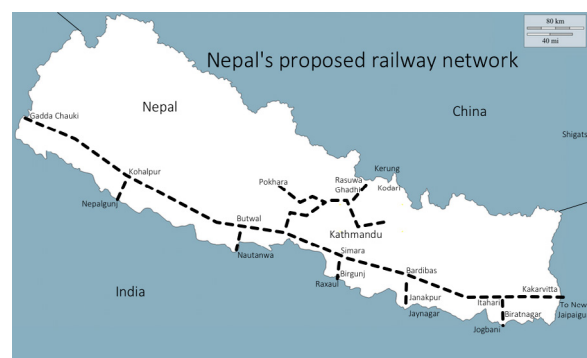 80 km
40 mi
Nepal's proposed railway network
Nepal
China
Gadda Chauki
Shigats
Kohalpur
Kerung
Rasuwa
Ghadhi
Kodari
Pokhara
Nepalgunj
Butwal
Kathmandu
Nautanwa
Simara
Birgunj
Raxaul
Bardibas
India
Kakarvitta
Janakpur
Itahari
To New
Jaipaigu
Jaynagar
Biratnagar
Jogbani